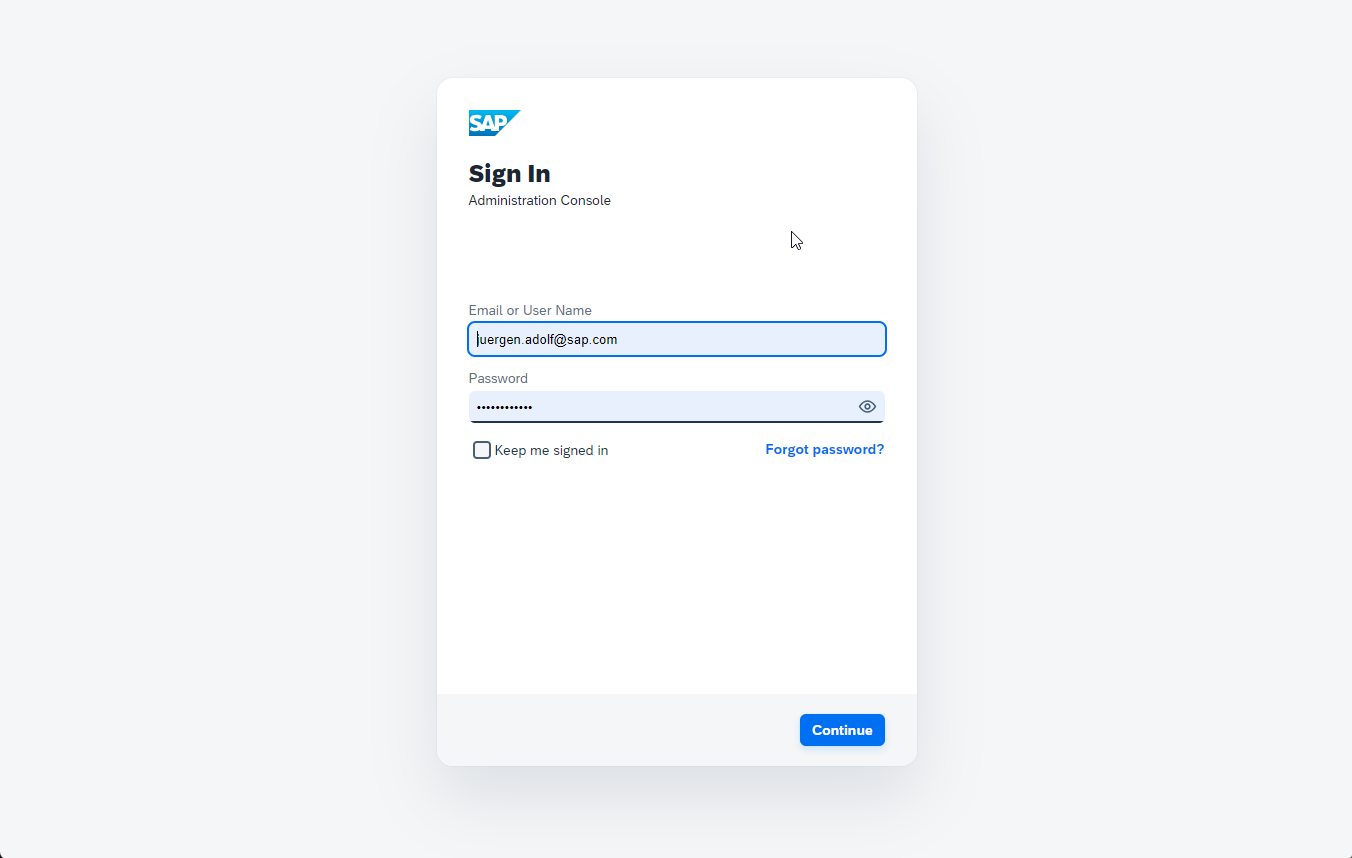 SAP
Sign In
Administration Console
Email or User Name
juergen.adolf@sap.com
Password
••••••••••••
Keep me signed in
Forgot password?
Continue